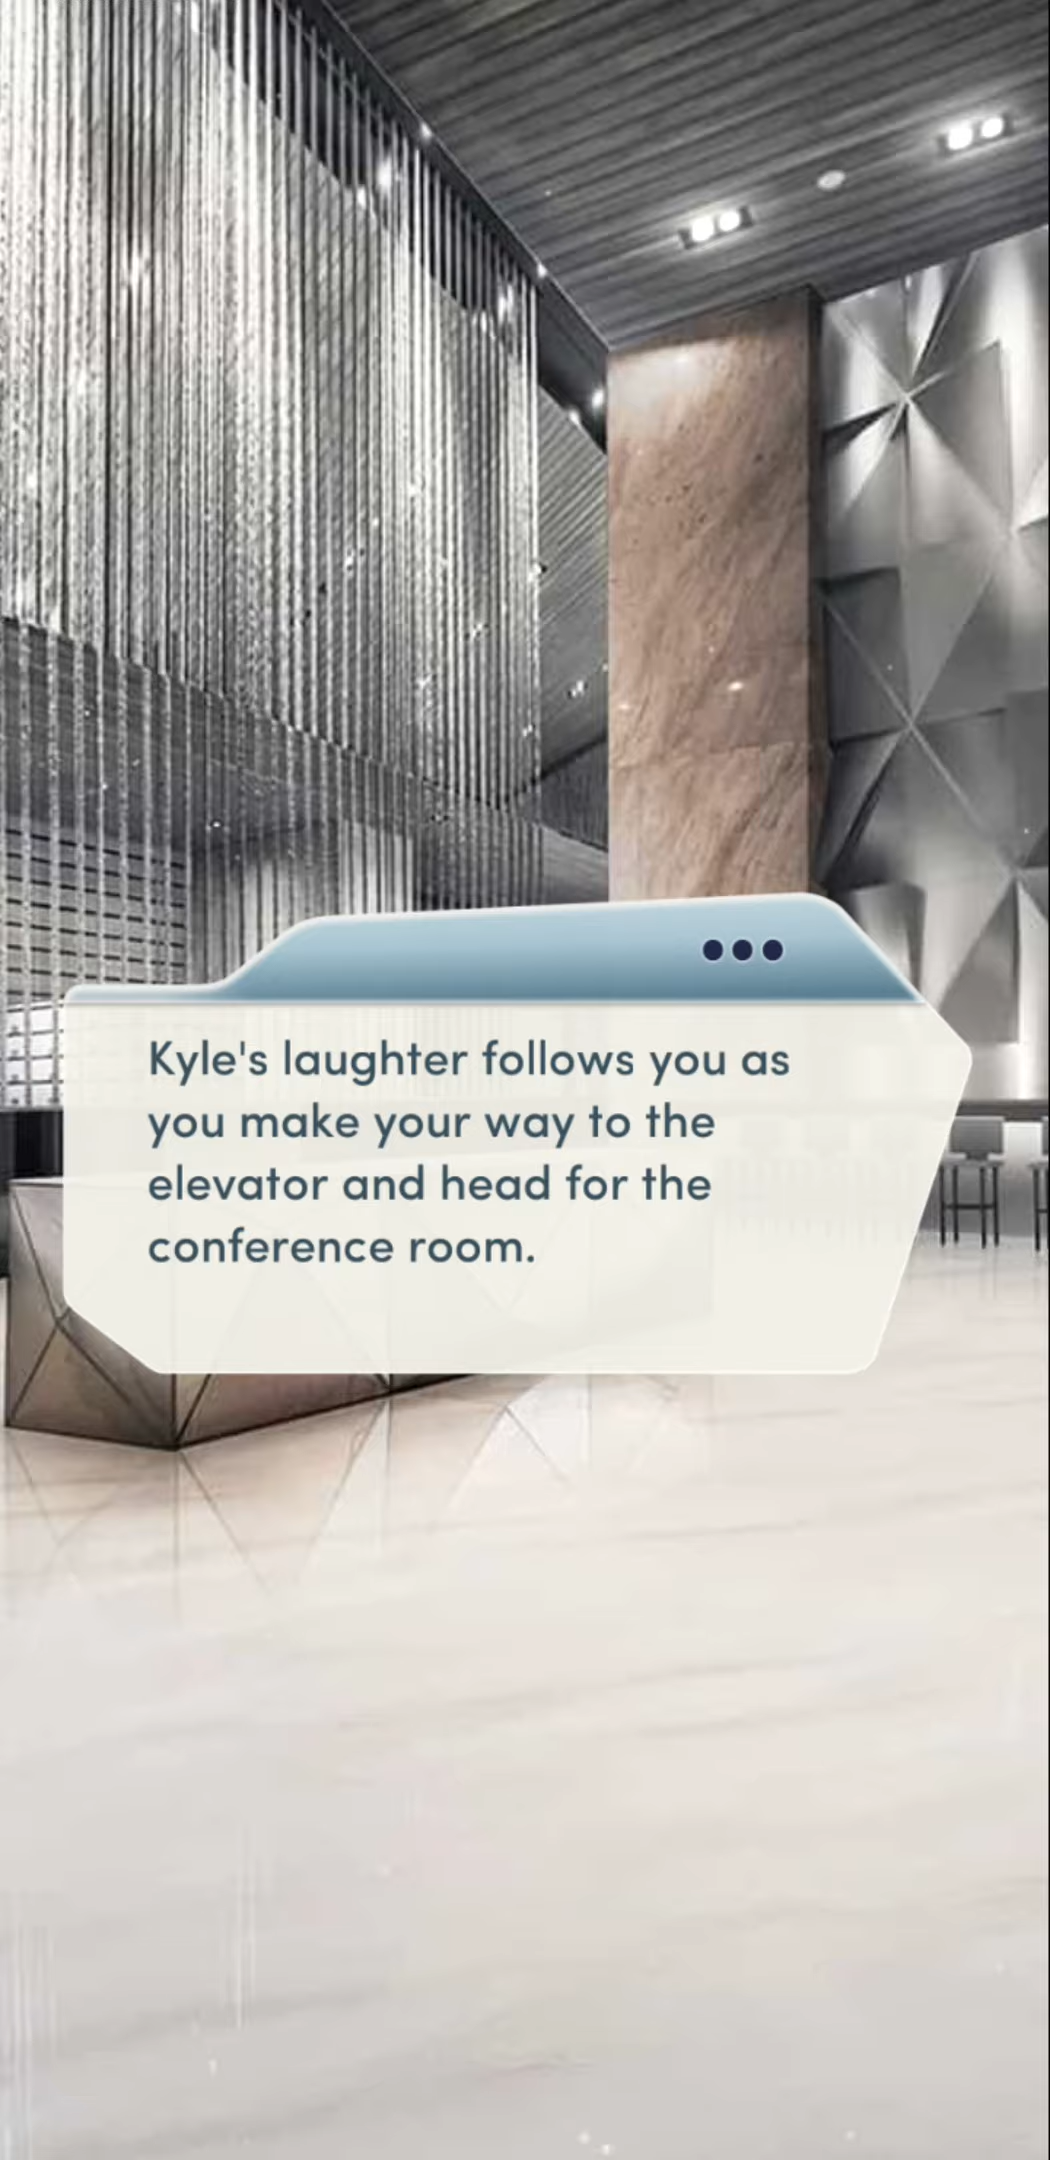 Kyle's laughter follows you as
you make your way to the
elevator and head for the
conference room.